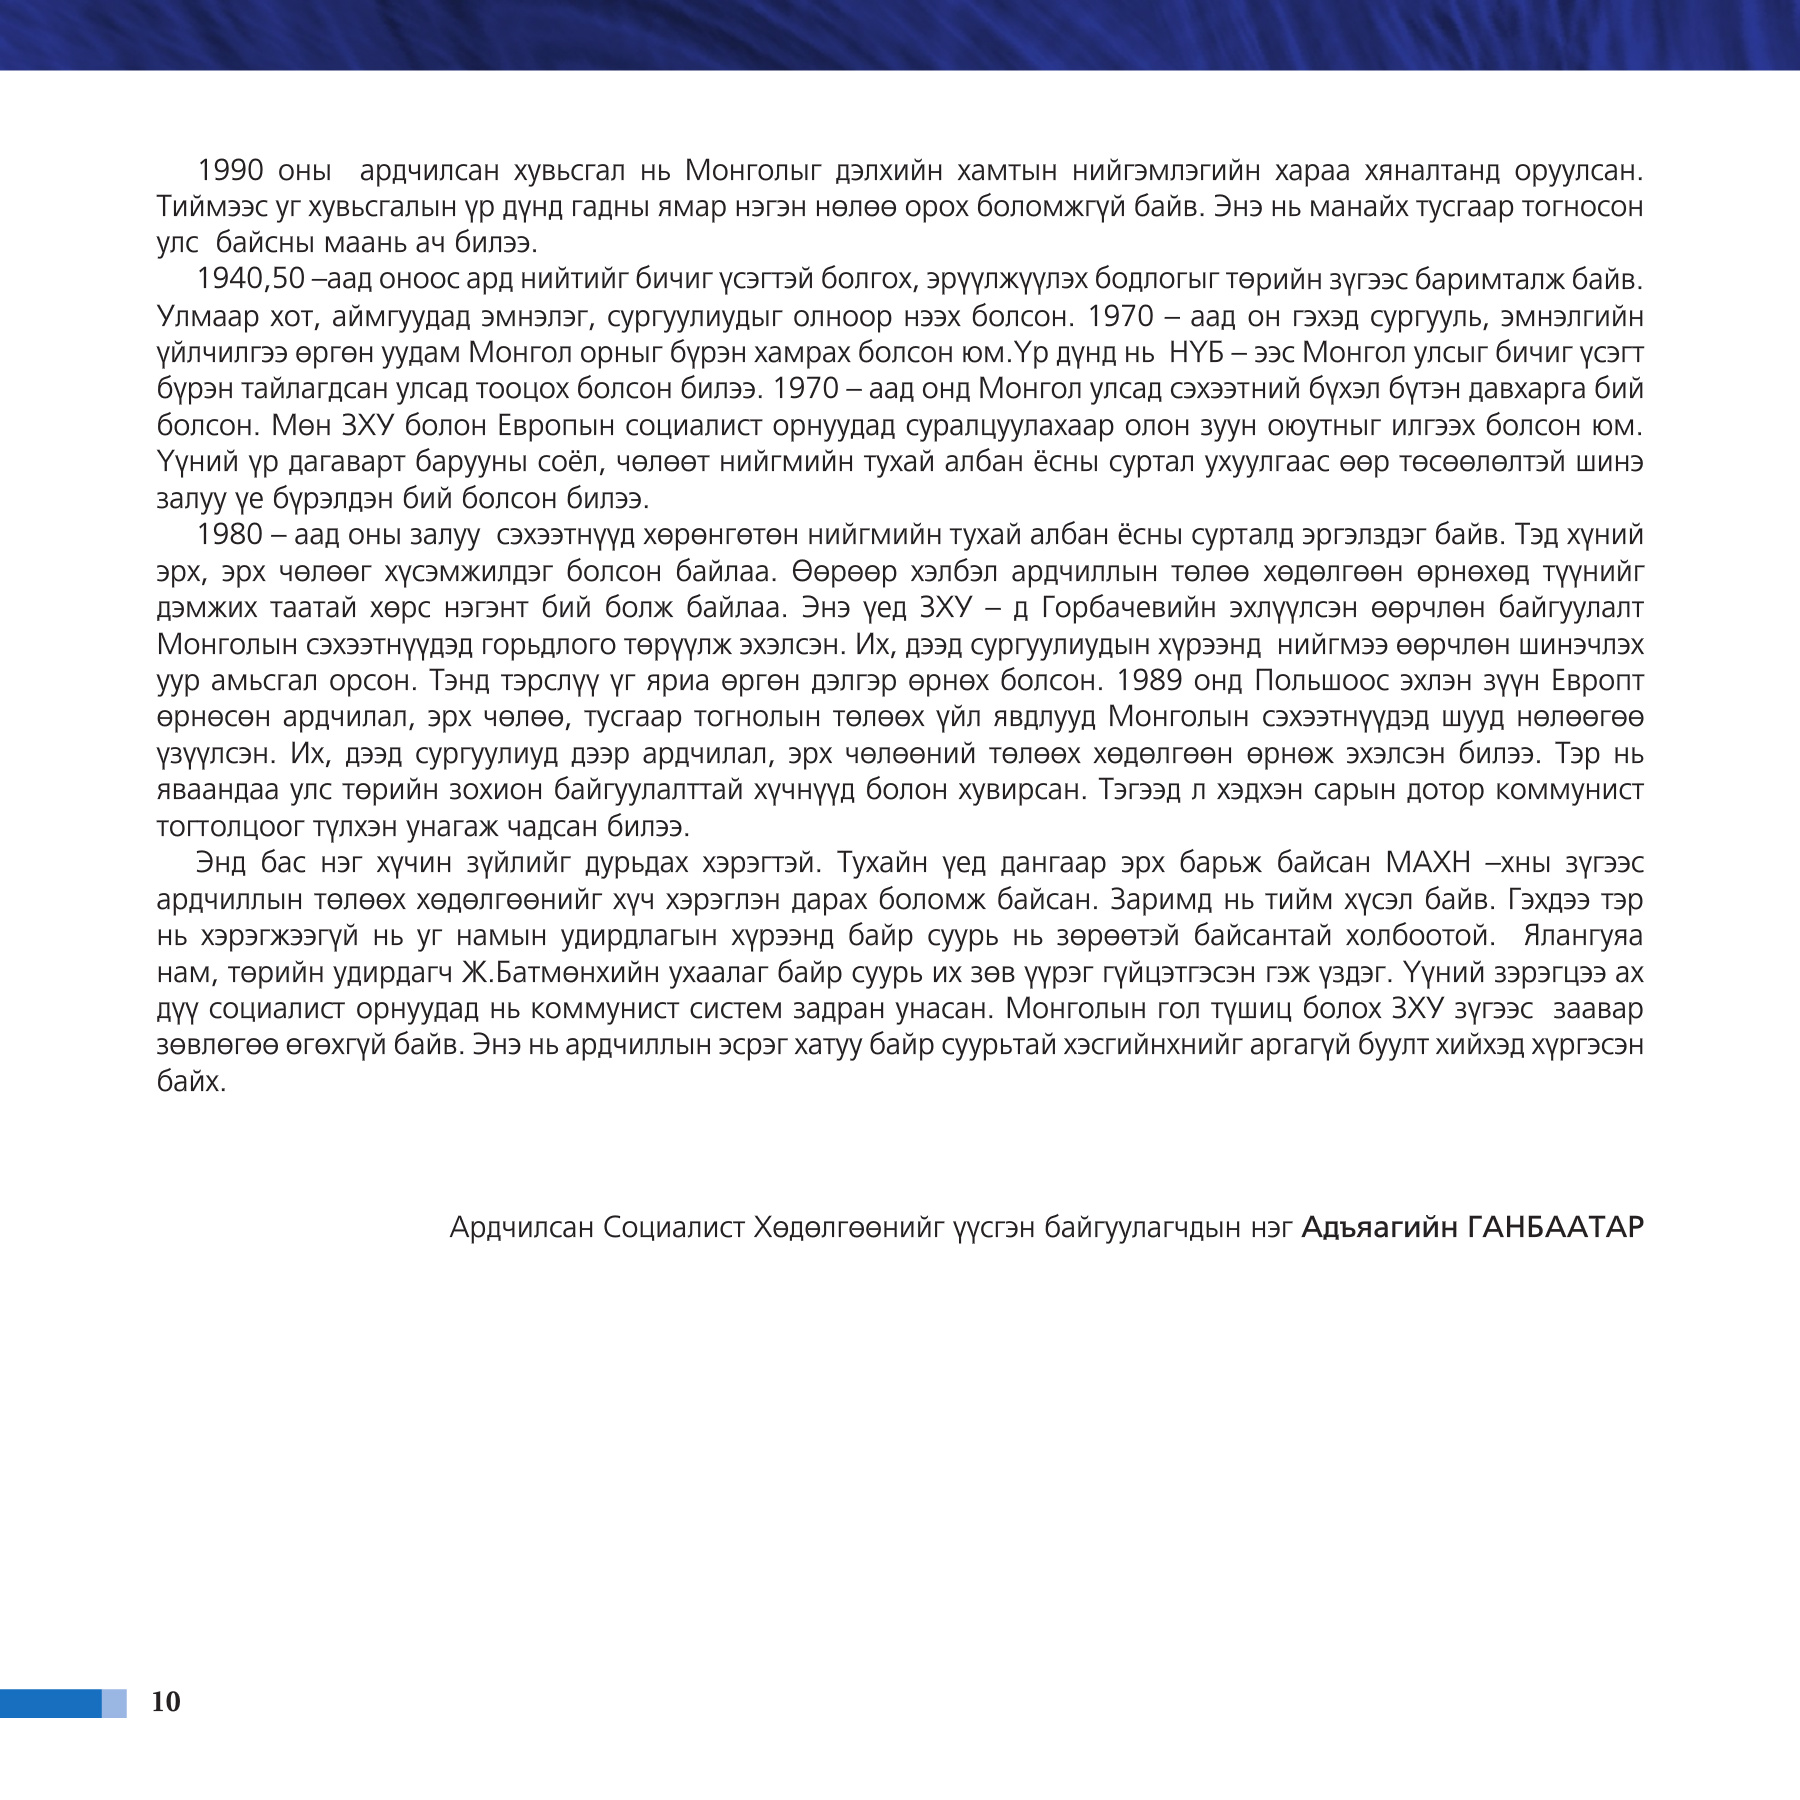 1990 оны ардчилсан хувьсгал нь Монголыг дэлхийн хамтын нийгэмлэгийн хараа хяналтанд оруулсан.
Тиймээс уг хувьсгалын үр дүнд гадны ямар нэгэн нөлөө орох боломжгүй байв. Энэ нь манайх тусгаар тогносон
улс байсны маань ач билээ.
1940,50 –аад оноос ард нийтийг бичиг үсэгтэй болгох, эрүүлжүүлэх бодлогыг төрийн зүгээс баримталж байв.
Улмаар хот, аймгуудад эмнэлэг, сургуулиудыг олноор нээх болсон. 1970 – аад он гэхэд сургууль, эмнэлгийн
үйлчилгээ өргөн уудам Монгол орныг бүрэн хамрах болсон юм.Үр дүнд нь НҮБ – ээс Монгол улсыг бичиг үсэгт
бүрэн тайлагдсан улсад тооцох болсон билээ. 1970 – аад онд Монгол улсад сэхээтний бүхэл бүтэн давхарга бий
болсон. Мөн ЗХУ болон Европын социалист орнуудад суралцуулахаар олон зуун оюутныг илгээх болсон юм.
Үүний үр дагаварт барууны соёл, чөлөөт нийгмийн тухай албан ёсны суртал ухуулгаас өөр төсөөлөлтэй шинэ
залуу үе бүрэлдэн бий болсон билээ.
1980 – аад оны залуу сэхээтнүүд хөрөнгөтөн нийгмийн тухай албан ёсны сурталд эргэлздэг байв. Тэд хүний
эрх, эрх чөлөөг хүсэмжилдэг болсон байлаа. Өөрөөр хэлбэл ардчиллын төлөө хөдөлгөөн өрнөхөд түүнийг
дэмжих таатай хөрс нэгэнт бий болж байлаа. Энэ үед ЗХУ – д Горбачевийн эхлүүлсэн өөрчлөн байгуулалт
Монголын сэхээтнүүдэд горьдлого төрүүлж эхэлсэн. Их, дээд сургуулиудын хүрээнд нийгмээ өөрчлөн шинэчлэх
уур амьсгал орсон. Тэнд тэрслүү үг яриа өргөн дэлгэр өрнөх болсон. 1989 онд Польшоос эхлэн зүүн Европт
өрнөсөн ардчилал, эрх чөлөө, тусгаар тогнолын төлөөх үйл явдлууд Монголын сэхээтнүүдэд шууд нөлөөгөө
үзүүлсэн. Их, дээд сургуулиуд дээр ардчилал, эрх чөлөөний төлөөх хөдөлгөөн өрнөж эхэлсэн билээ. Тэр нь
яваандаа улс төрийн зохион байгуулалттай хүчнүүд болон хувирсан. Тэгээд л хэдхэн сарын дотор коммунист
тогтолцоог түлхэн унагаж чадсан билээ.
Энд бас нэг хүчин зүйлийг дурьдах хэрэгтэй. Тухайн үед дангаар эрх барьж байсан МАХН –хны зүгээс
ардчиллын төлөөх хөдөлгөөнийг хүч хэрэглэн дарах боломж байсан. Заримд нь тийм хүсэл байв. Гэхдээ тэр
нь хэрэгжээгүй нь уг намын удирдлагын хүрээнд байр суурь нь зөрөөтэй байсантай холбоотой. Ялангуяа
нам, төрийн удирдагч Ж.Батмөнхийн ухаалаг байр суурь их зөв үүрэг гүйцэтгэсэн гэж үздэг. Үүний зэрэгцээ ах
дүү социалист орнуудад нь коммунист систем задран унасан. Монголын гол түшиц болох ЗХУ зүгээс заавар
зөвлөгөө өгөхгүй байв. Энэ нь ардчиллын эсрэг хатуу байр суурьтай хэсгийнхнийг аргагүй буулт хийхэд хүргэсэн
байх.
Ардчилсан Социалист Хөдөлгөөнийг үүсгэн байгуулагчдын нэг Адъяагийн ГАНБААТАР
10